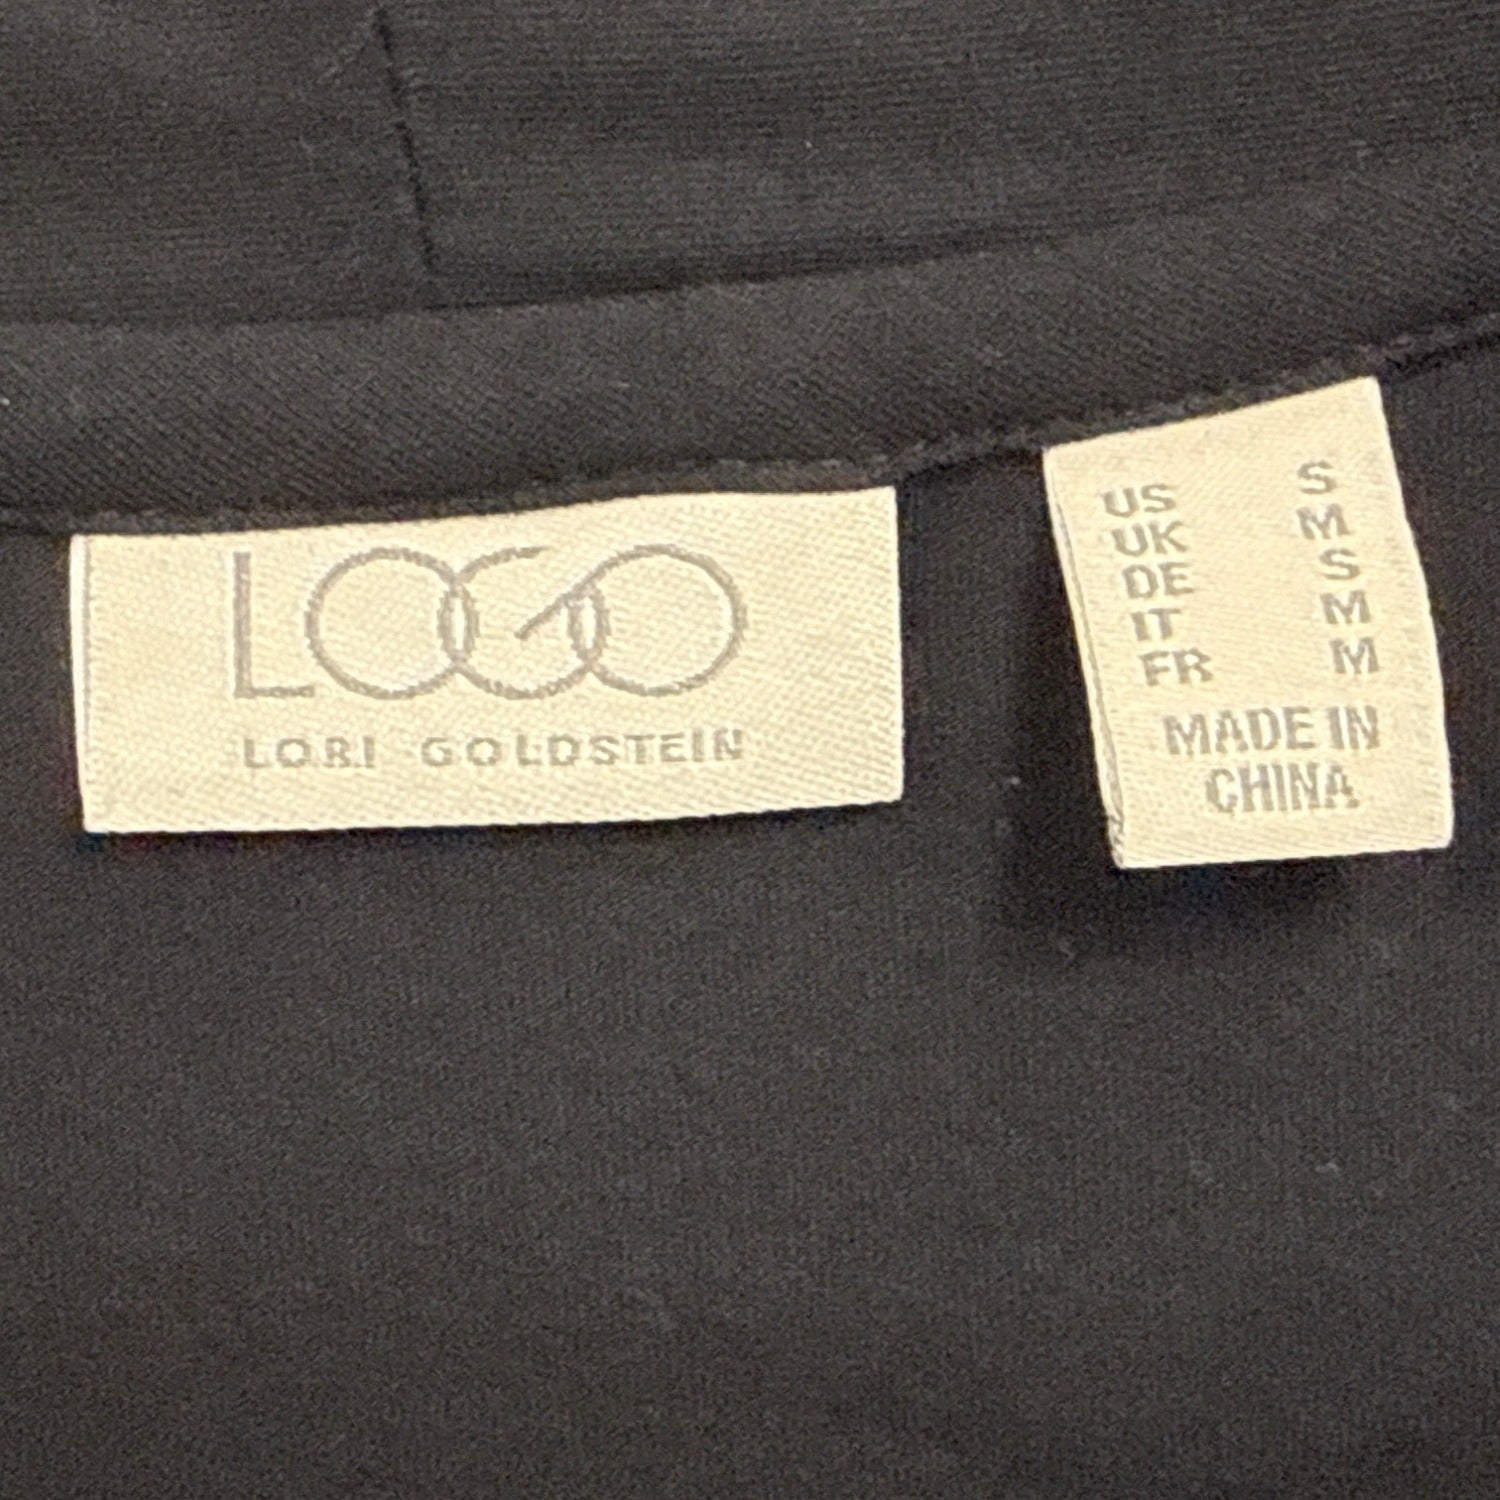 LOGO
LORI GOLDSTEIN
US S
UK M
DE S
IT M
FR M
MADE IN
CHINA